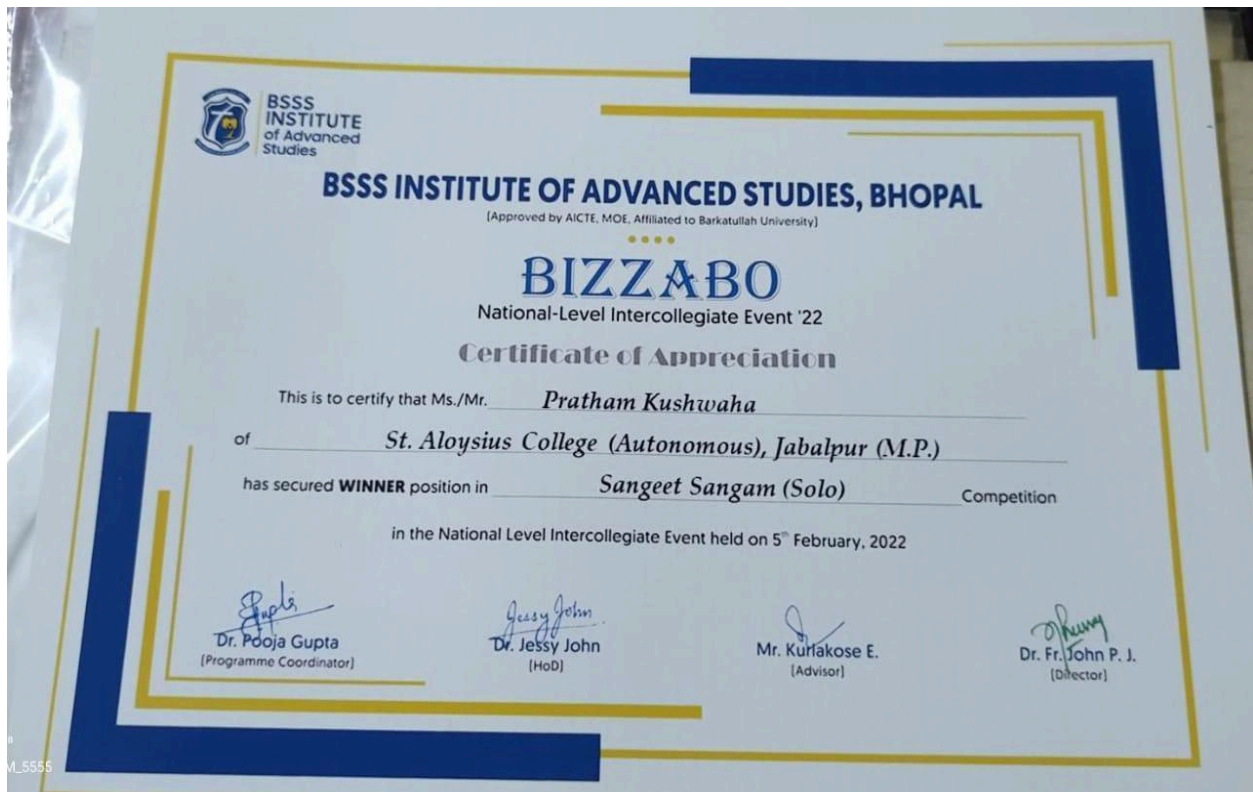 BSSS
INSTITUTE
of Advanced
Studies
BSSS INSTITUTE OF ADVANCED STUDIES, BHOPAL
(Approved by AICTE, MOE, Affiliated to Barkatullah University)
BIZZABO
National-Level Intercollegiate Event '22
Certificate of Appreciation
This is to certify that Ms./Mr. Pratham Kushwaha
of St. Aloysius College (Autonomous), Jabalpur (M.P.)
has secured WINNER position in Sangeet Sangam (Solo) Competition
in the National Level Intercollegiate Event held on 5th February, 2022
Gupta Jessy John
Dr. Pooja Gupta Dr. Jessy John Mr. Kuriakose E. Dr. Fr. John P. J.
(Programme Coordinator) (HoD) (Advisor) (Director)
M_5555